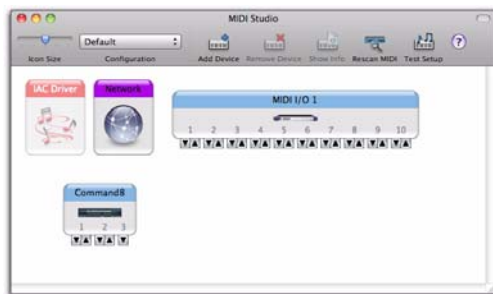 MIDI Studio
Default
Icon Size Configuration Add Device Remove Device Show Info Rescan MIDI Test Setup ?
IAC Driver Network MIDI I/O 1
1 2 3 4 5 6 7 8 9 10
Command8
1 2 3